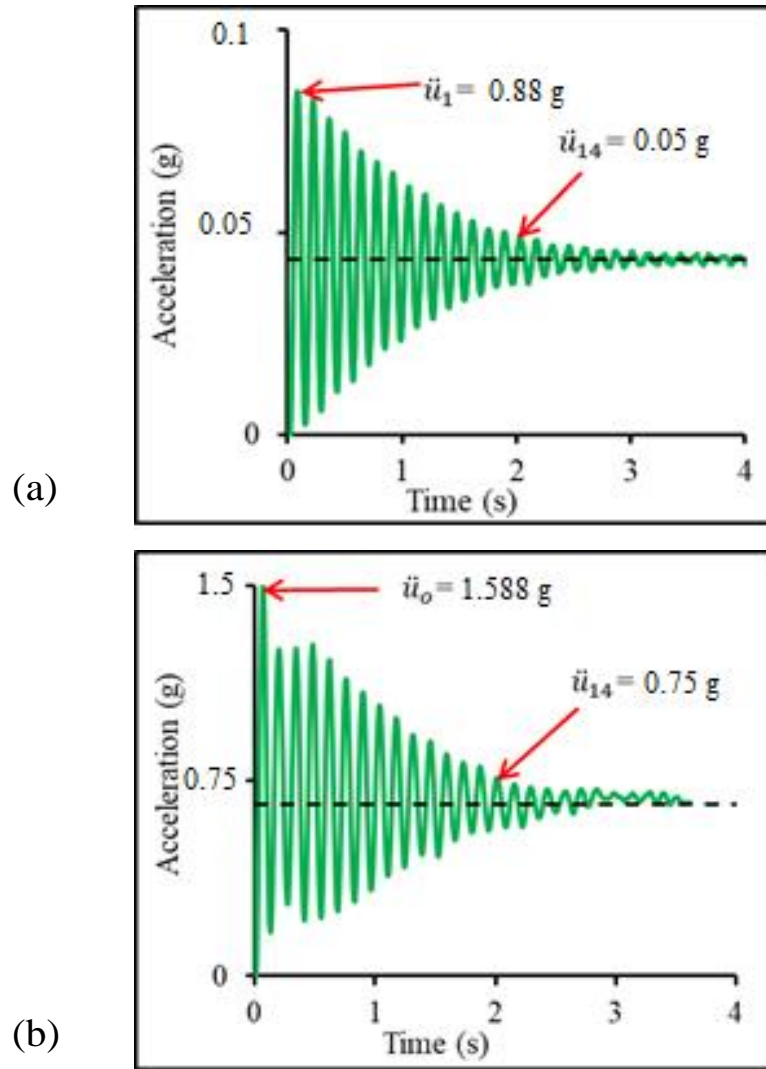 0.1
ü₁ = 0.88 g
ü₁₄ = 0.05 g
0.05
Acceleration (g)
0
0 1 2 3 4
Time (s)
(a)
1.5
üₒ = 1.588 g
ü₁₄ = 0.75 g
0.75
Acceleration (g)
0
0 1 2 3 4
Time (s)
(b)